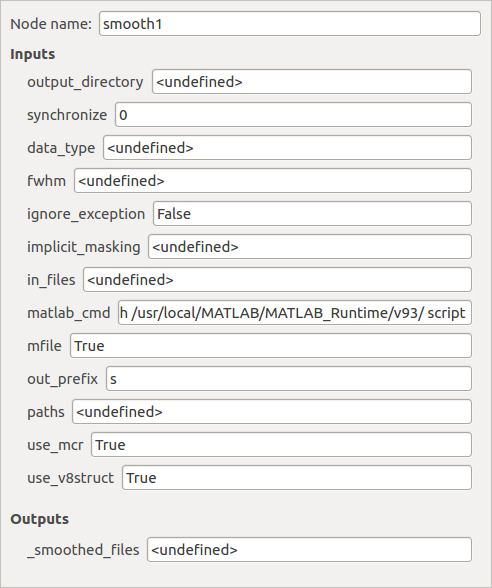 Node name: smooth1
Inputs
output_directory <undefined>
synchronize 0
data_type <undefined>
fwhm <undefined>
ignore_exception False
implicit_masking <undefined>
in_files <undefined>
matlab_cmd h /usr/local/MATLAB/MATLAB_Runtime/v93/ script
mfile True
out_prefix s
paths <undefined>
use_mcr True
use_v8struct True
Outputs
_smoothed_files <undefined>